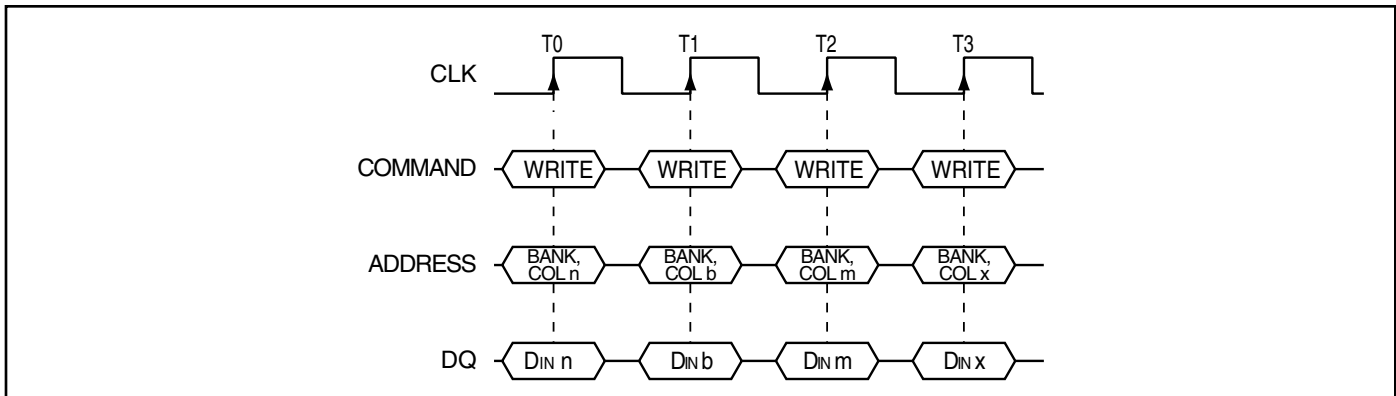 T0 T1 T2 T3
CLK
COMMAND WRITE WRITE WRITE WRITE
ADDRESS BANK, COL n BANK, COL b BANK, COL m BANK, COL x
DQ DIN n DIN b DIN m DIN x